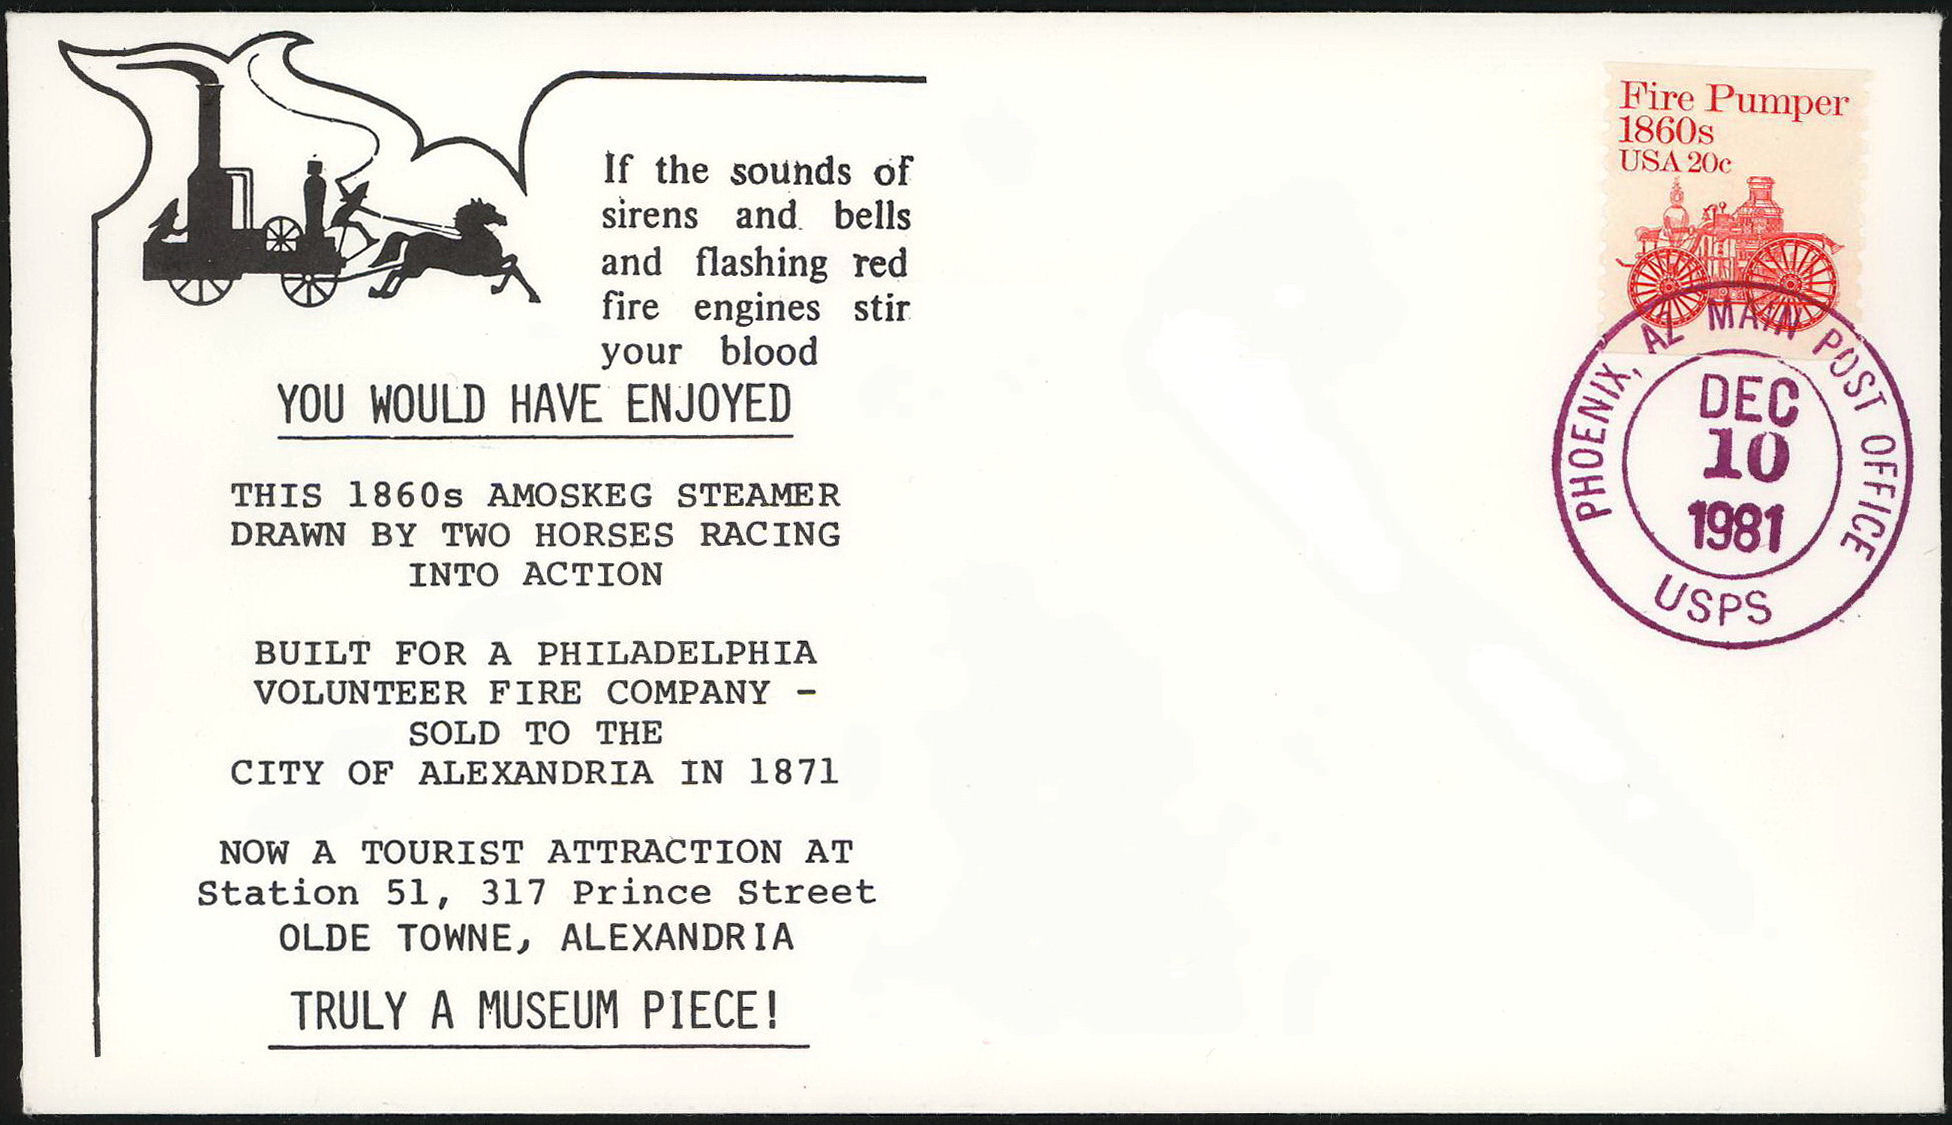 If the sounds of
sirens and bells
and flashing red
fire engines stir
your blood
YOU WOULD HAVE ENJOYED
THIS 1860s AMOSKEG STEAMER
DRAWN BY TWO HORSES RACING
INTO ACTION
BUILT FOR A PHILADELPHIA
VOLUNTEER FIRE COMPANY -
SOLD TO THE
CITY OF ALEXANDRIA IN 1871
NOW A TOURIST ATTRACTION AT
Station 51, 317 Prince Street
OLDE TOWNE, ALEXANDRIA
TRULY A MUSEUM PIECE!
Fire Pumper
1860s
USA 20c
PHOENIX, AZ MAIN POST OFFICE
DEC
10
1981
USPS